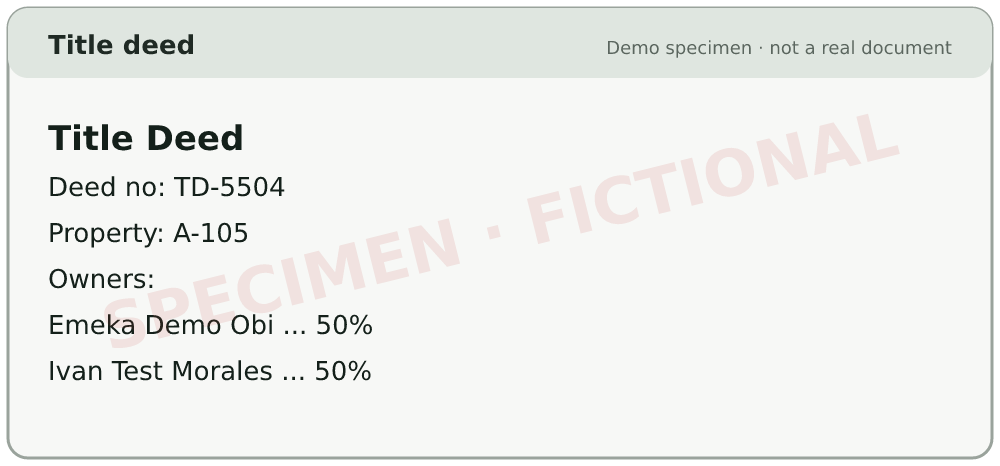 Title deed
Demo specimen · not a real document
Title Deed
Deed no: TD-5504
Property: A-105
Owners:
Emeka Demo Obi ... 50%
Ivan Test Morales ... 50%
SPECIMEN · FICTIONAL